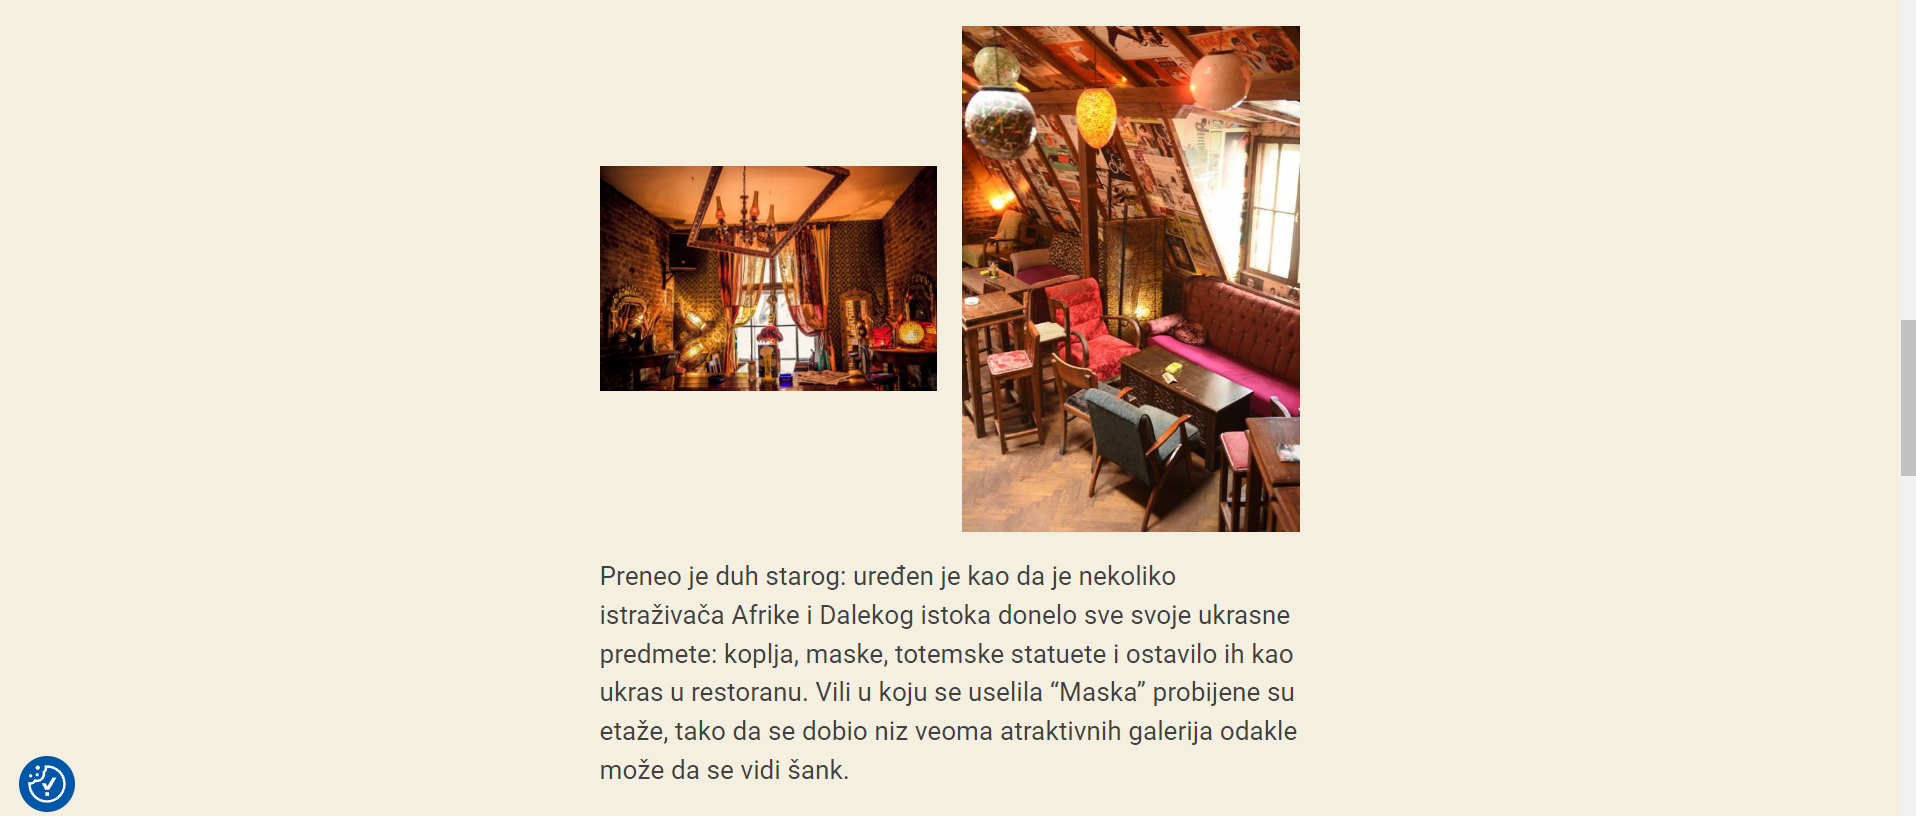 Preneo je duh starog: uređen je kao da je nekoliko
istraživača Afrike i Dalekog istoka donelo sve svoje ukrasne
predmete: koplja, maske, totemske statuete i ostavilo ih kao
ukras u restoranu. Vili u koju se uselila “Maska” probijene su
etaže, tako da se dobio niz veoma atraktivnih galerija odakle
može da se vidi šank.